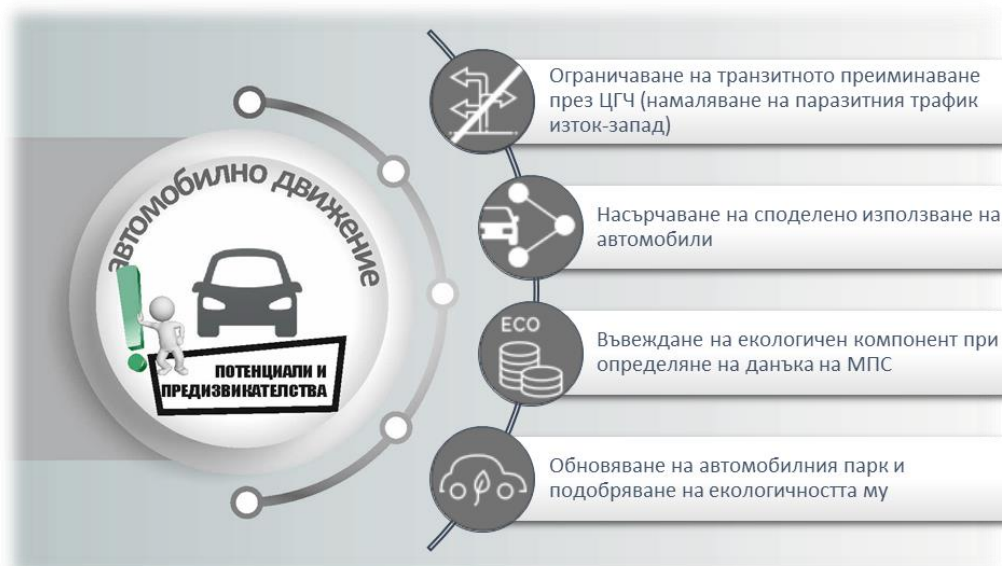 автомобилно движение
ПОТЕНЦИАЛИ И
ПРЕДИЗВИКАТЕЛСТВА
Ограничаване на транзитното преиминаване
през ЦГЧ (намаляване на паразитния трафик
изток-запад)
Насърчаване на споделено използване на
автомобили
ECO
Въвеждане на екологичен компонент при
определяне на данъка на МПС
Обновяване на автомобилния парк и
подобряване на екологичността му